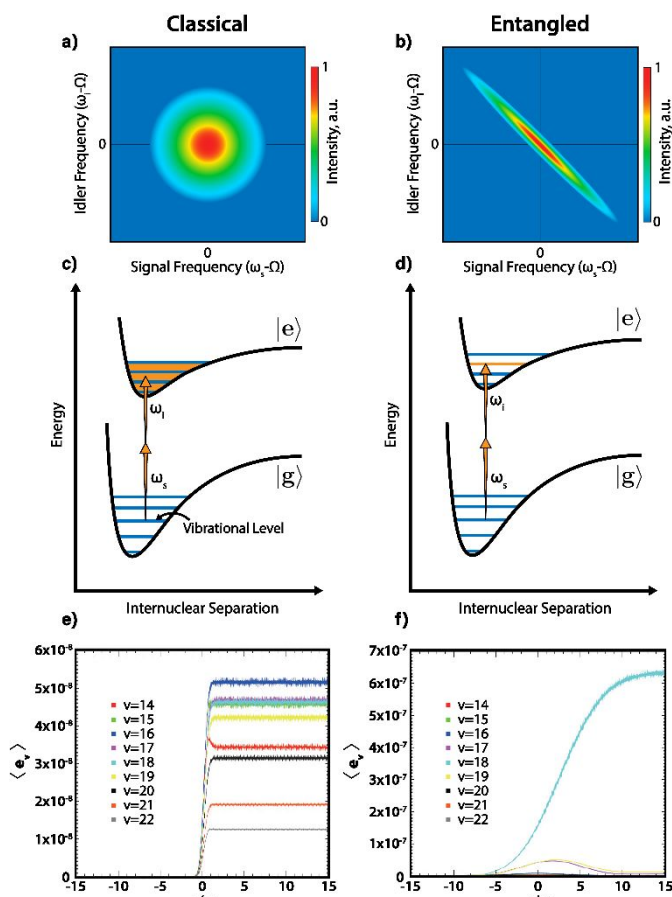 Classical
Entangled
a)
b)
Idler Frequency (ωI-Ω)
0
0
Signal Frequency (ωs-Ω)
1
0
Intensity, a.u.
Idler Frequency (ωI-Ω)
0
0
Signal Frequency (ωs-Ω)
1
0
Intensity, a.u.
c)
d)
Energy
|e⟩
ωI
ωs
|g⟩
Vibrational Level
Internuclear Separation
Energy
|e⟩
ωI
ωs
|g⟩
Internuclear Separation
e)
f)
⟨ev⟩
6x10-8
5x10-8
4x10-8
3x10-8
2x10-8
1x10-8
0
v=14
v=15
v=16
v=17
v=18
v=19
v=20
v=21
v=22
-15 -10 -5 0 5 10 15
⟨ev⟩
7x10-7
6x10-7
5x10-7
4x10-7
3x10-7
2x10-7
1x10-7
0
v=14
v=15
v=16
v=17
v=18
v=19
v=20
v=21
v=22
-15 -10 -5 0 5 10 15